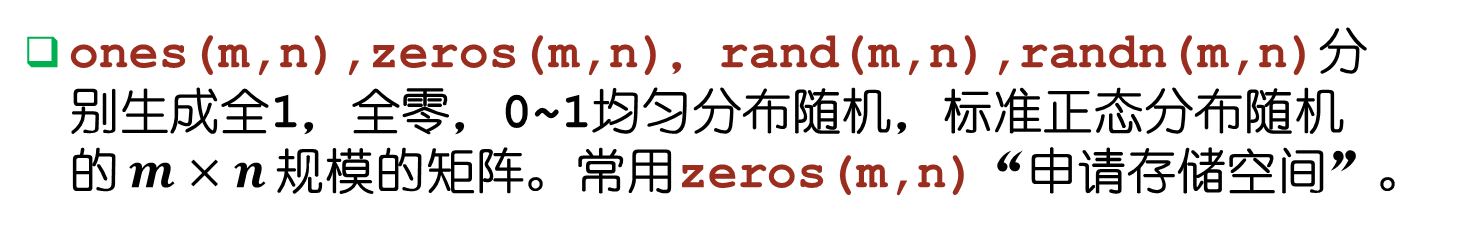 ones(m,n),zeros(m,n), rand(m,n),randn(m,n)分
别生成全1，全零，0~1均匀分布随机，标准正态分布随机
的 m × n 规模的矩阵。常用zeros(m,n)“申请存储空间”。